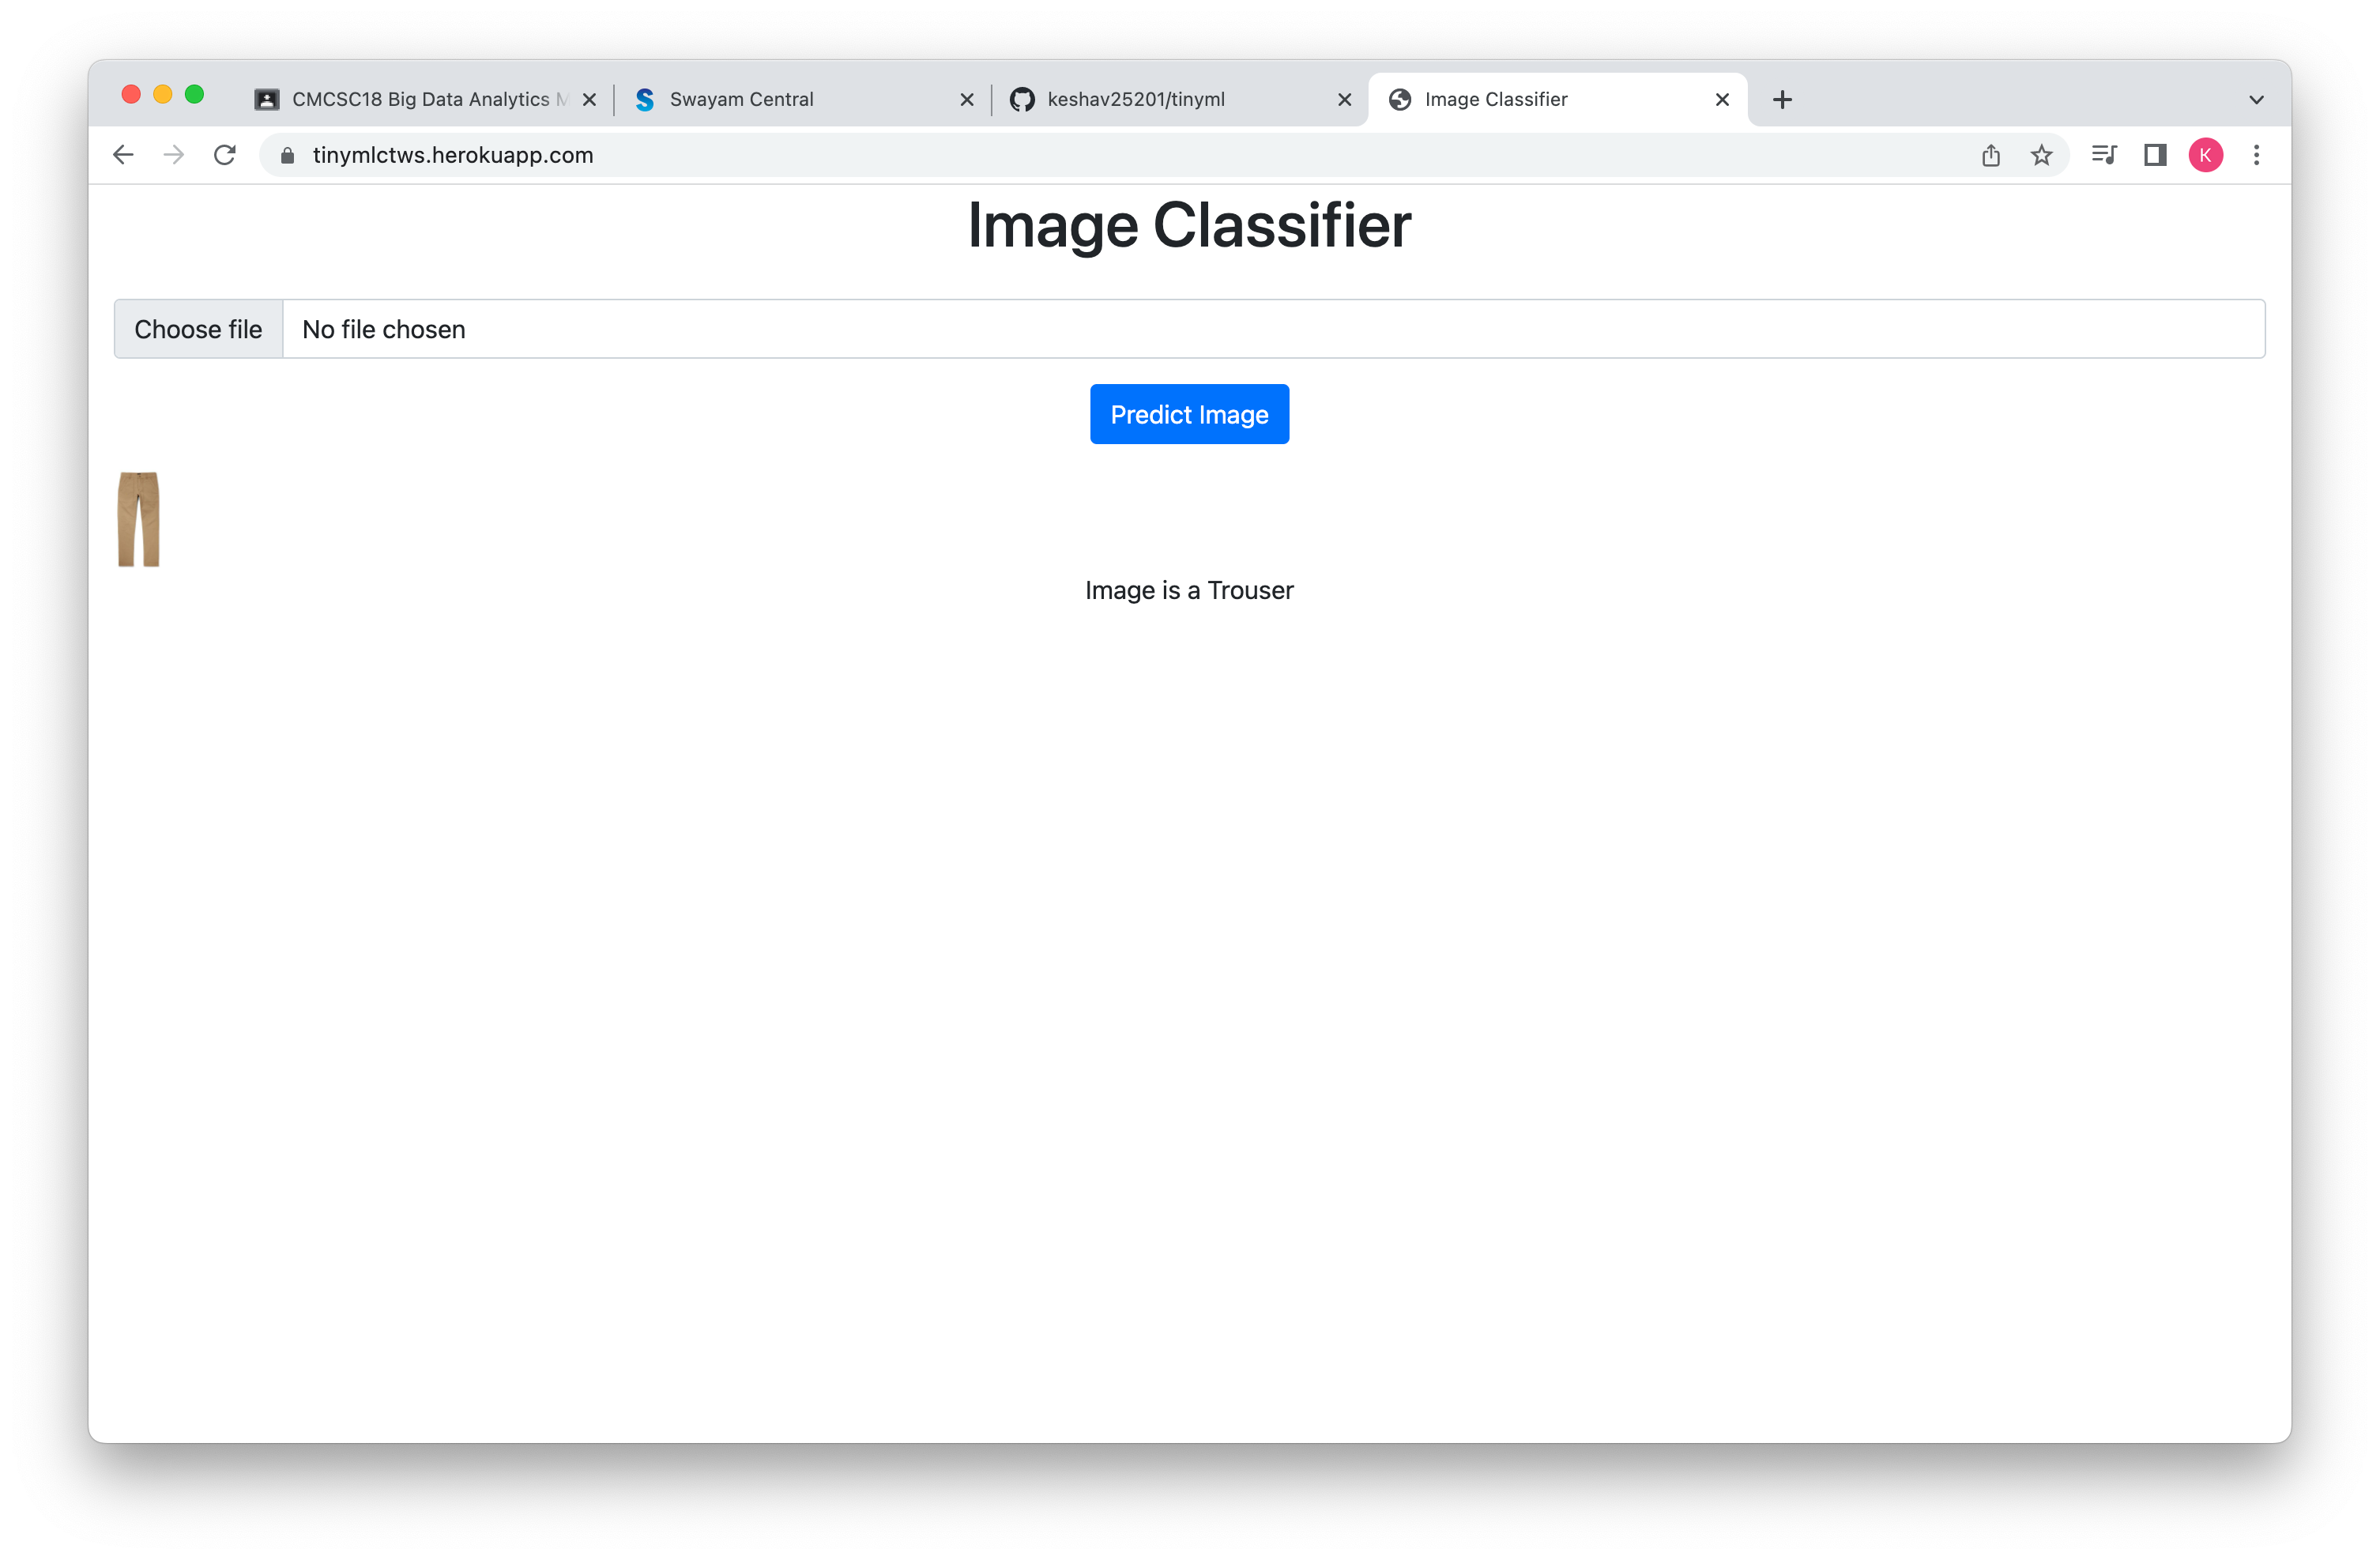 CMCSC18 Big Data Analytics
Swayam Central
keshav25201/tinyml
Image Classifier
tinymlctws.herokuapp.com
K
Image Classifier
Choose file
No file chosen
Predict Image
Image is a Trouser